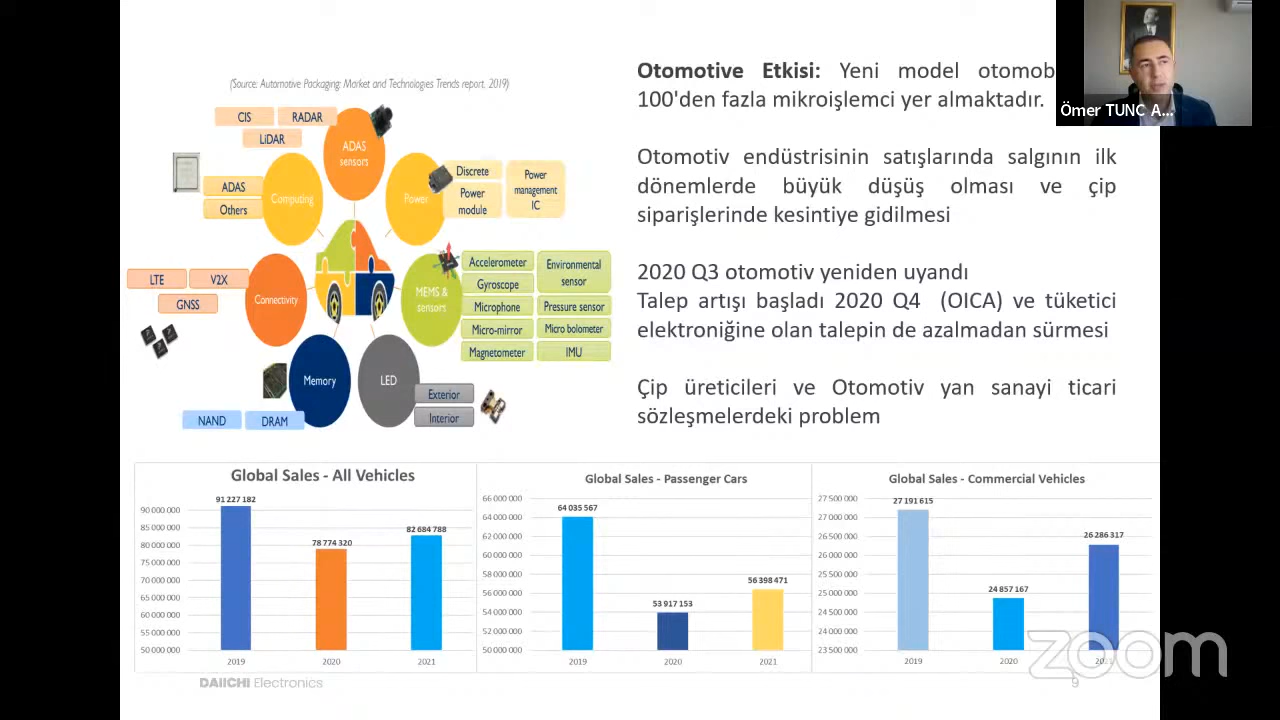 (Source: Automotive Packaging: Market and Technologies Trends report, 2019)
CIS
RADAR
LiDAR
ADAS
sensors
ADAS
Others
Computing
Power
Discrete
Power
module
Power
management
IC
LTE
V2X
GNSS
Connectivity
MEMS &
sensors
Accelerometer
Gyroscope
Microphone
Micro-mirror
Magnetometer
Environmental
sensor
Pressure sensor
Micro bolometer
IMU
Memory
NAND
DRAM
LED
Exterior
Interior
Otomotive Etkisi: Yeni model otomob
100'den fazla mikroişlemci yer almaktadır.
Otomotiv endüstrisinin satışlarında salgının ilk
dönemlerde büyük düşüş olması ve çip
siparişlerinde kesintiye gidilmesi
2020 Q3 otomotiv yeniden uyandı
Talep artışı başladı 2020 Q4 (OICA) ve tüketici
elektroniğine olan talepin de azalmadan sürmesi
Çip üreticileri ve Otomotiv yan sanayi ticari
sözleşmelerdeki problem
Ömer TUNC A...
Global Sales - All Vehicles
90 000 000
85 000 000
80 000 000
75 000 000
70 000 000
65 000 000
60 000 000
55 000 000
50 000 000
91 227 182
78 774 320
82 684 788
2019
2020
2021
Global Sales - Passenger Cars
66 000 000
64 000 000
62 000 000
60 000 000
58 000 000
56 000 000
54 000 000
52 000 000
50 000 000
64 035 567
53 917 153
56 398 471
2019
2020
2021
Global Sales - Commercial Vehicles
27 500 000
27 000 000
26 500 000
26 000 000
25 500 000
25 000 000
24 500 000
24 000 000
23 500 000
27 191 615
24 857 167
26 286 317
2019
2020
2021
DAIICHI Electronics
9
zoom